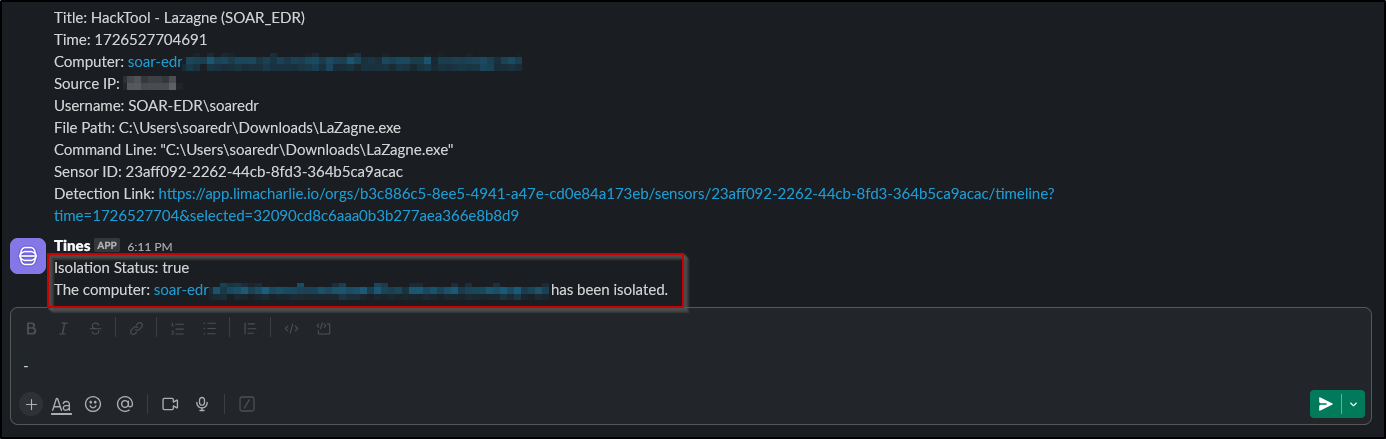 Title: HackTool - Lazagne (SOAR_EDR)
Time: 1726527704691
Computer: soar-edr
Source IP:
Username: SOAR-EDR\soaredr
File Path: C:\Users\soaredr\Downloads\LaZagne.exe
Command Line: "C:\Users\soaredr\Downloads\LaZagne.exe"
Sensor ID: 23aff092-2262-44cb-8fd3-364b5ca9acac
Detection Link: https://app.limacharlie.io/orgs/b3c886c5-8ee5-4941-a47e-cd0e84a173eb/sensors/23aff092-2262-44cb-8fd3-364b5ca9acac/timeline?
time=1726527704&selected=32090cd8c6aaa0b3b277aea366e8b8d9
Tines APP 6:11 PM
Isolation Status: true
The computer: soar-edr has been isolated.
B I S
-
Aa